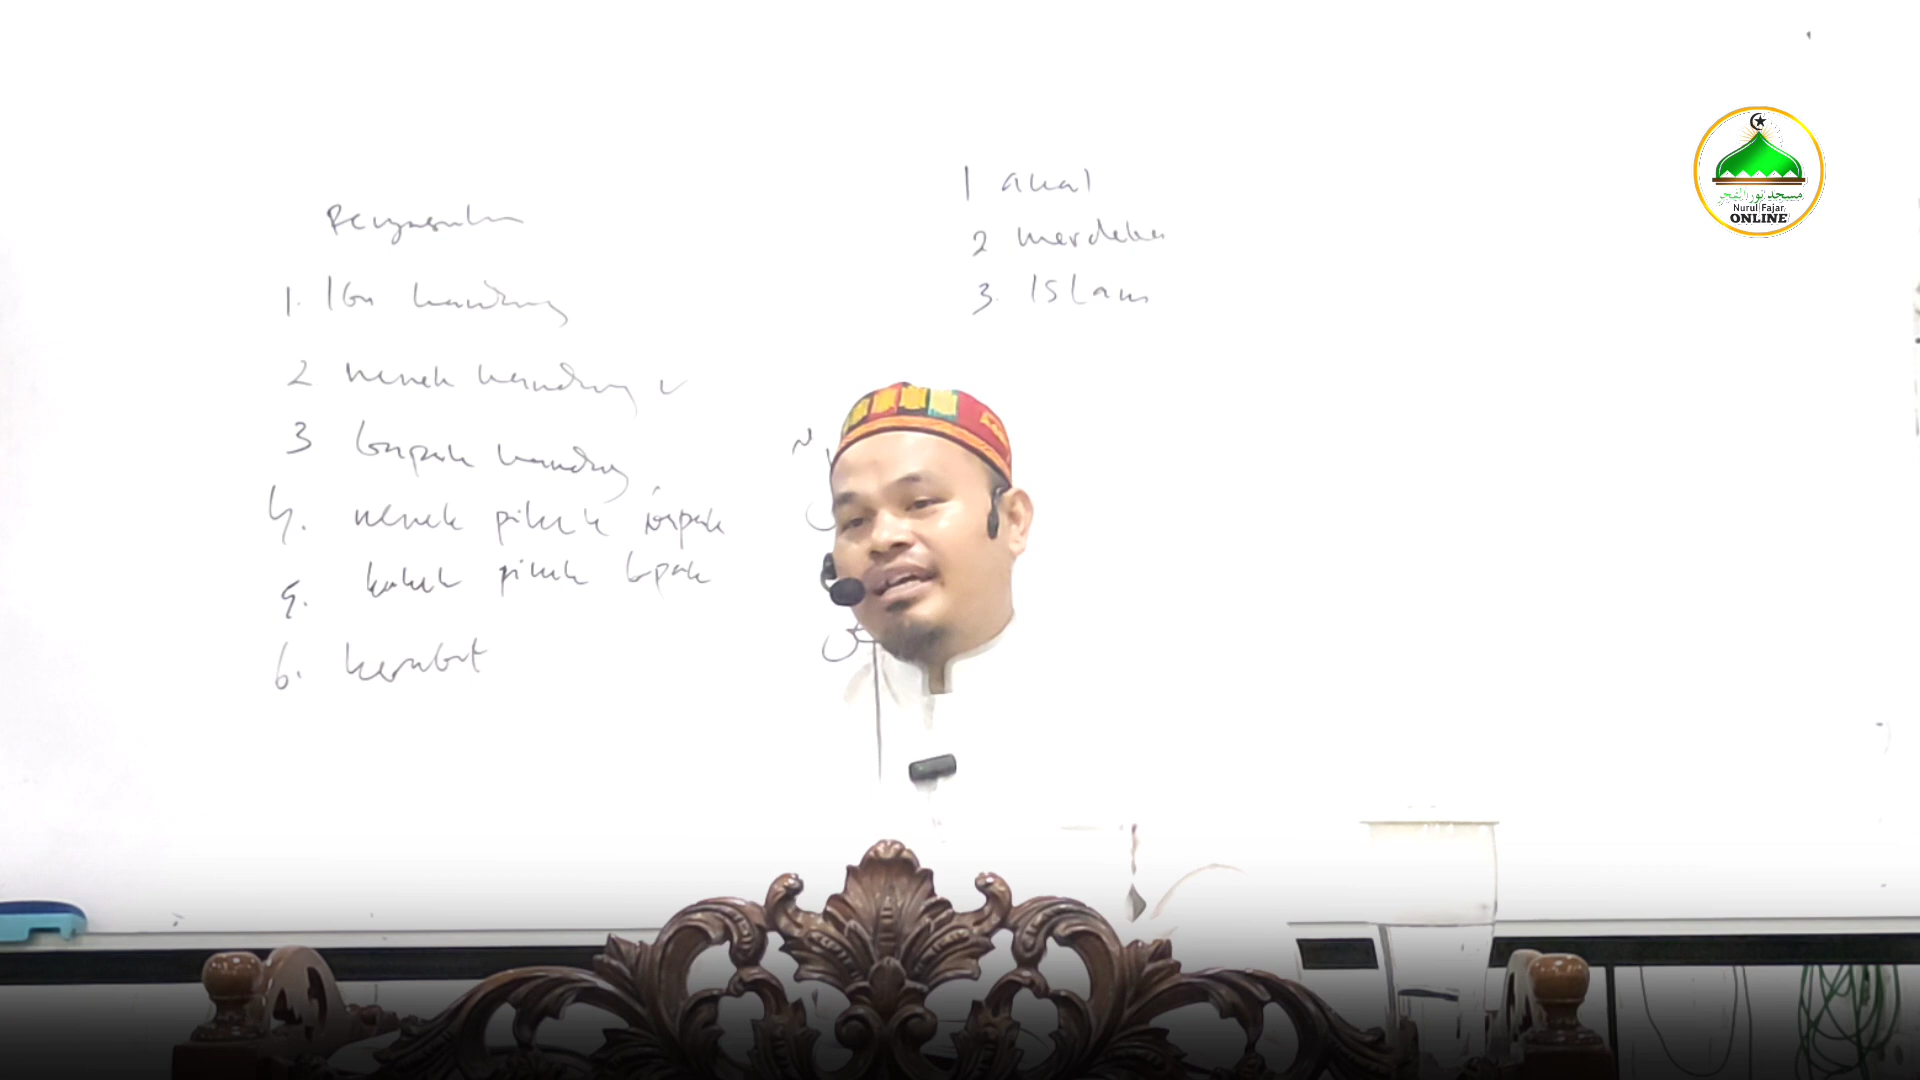 Pengasuhan
1. Ibu kandung
2 nenek kandung
3 bapak kandung
4. nenek pihak bapak
5. kakek pihak bapak
6. kerabat
1 akal
2 merdeka
3. Islam
مسجد نور الفجر
Nurul Fajar
ONLINE